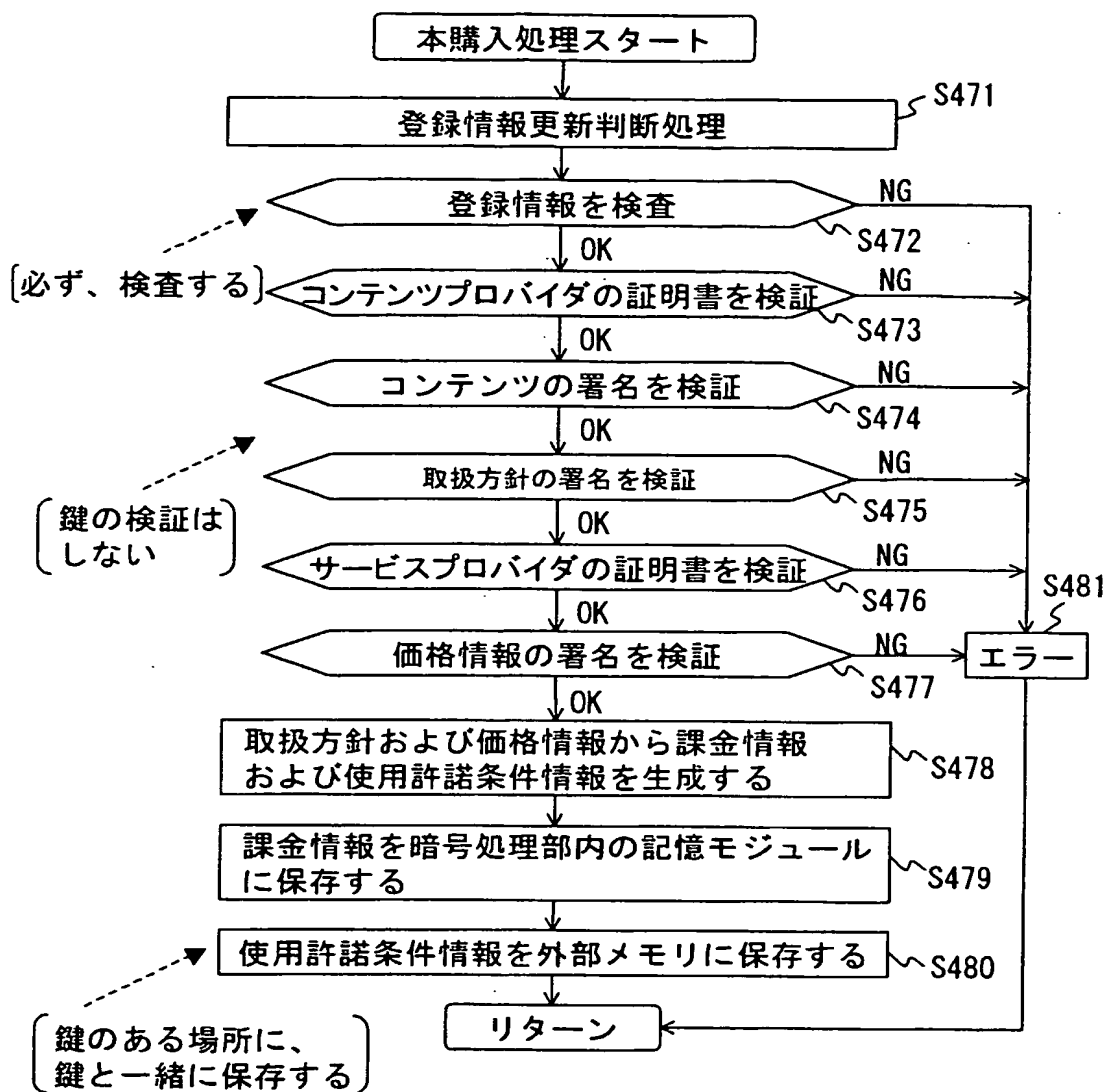 本購入処理スタート
S471
登録情報更新判断処理
登録情報を検査
NG
S472
OK
〔必ず、検査する〕
コンテンツプロバイダの証明書を検証
NG
S473
OK
コンテンツの署名を検証
NG
S474
OK
取扱方針の署名を検証
NG
S475
鍵の検証は
しない
OK
サービスプロバイダの証明書を検証
NG
S476
OK
S481
価格情報の署名を検証
NG
エラー
S477
OK
取扱方針および価格情報から課金情報
および使用許諾条件情報を生成する
S478
課金情報を暗号処理部内の記憶モジュール
に保存する
S479
使用許諾条件情報を外部メモリに保存する
S480
リターン
鍵のある場所に、
鍵と一緒に保存する